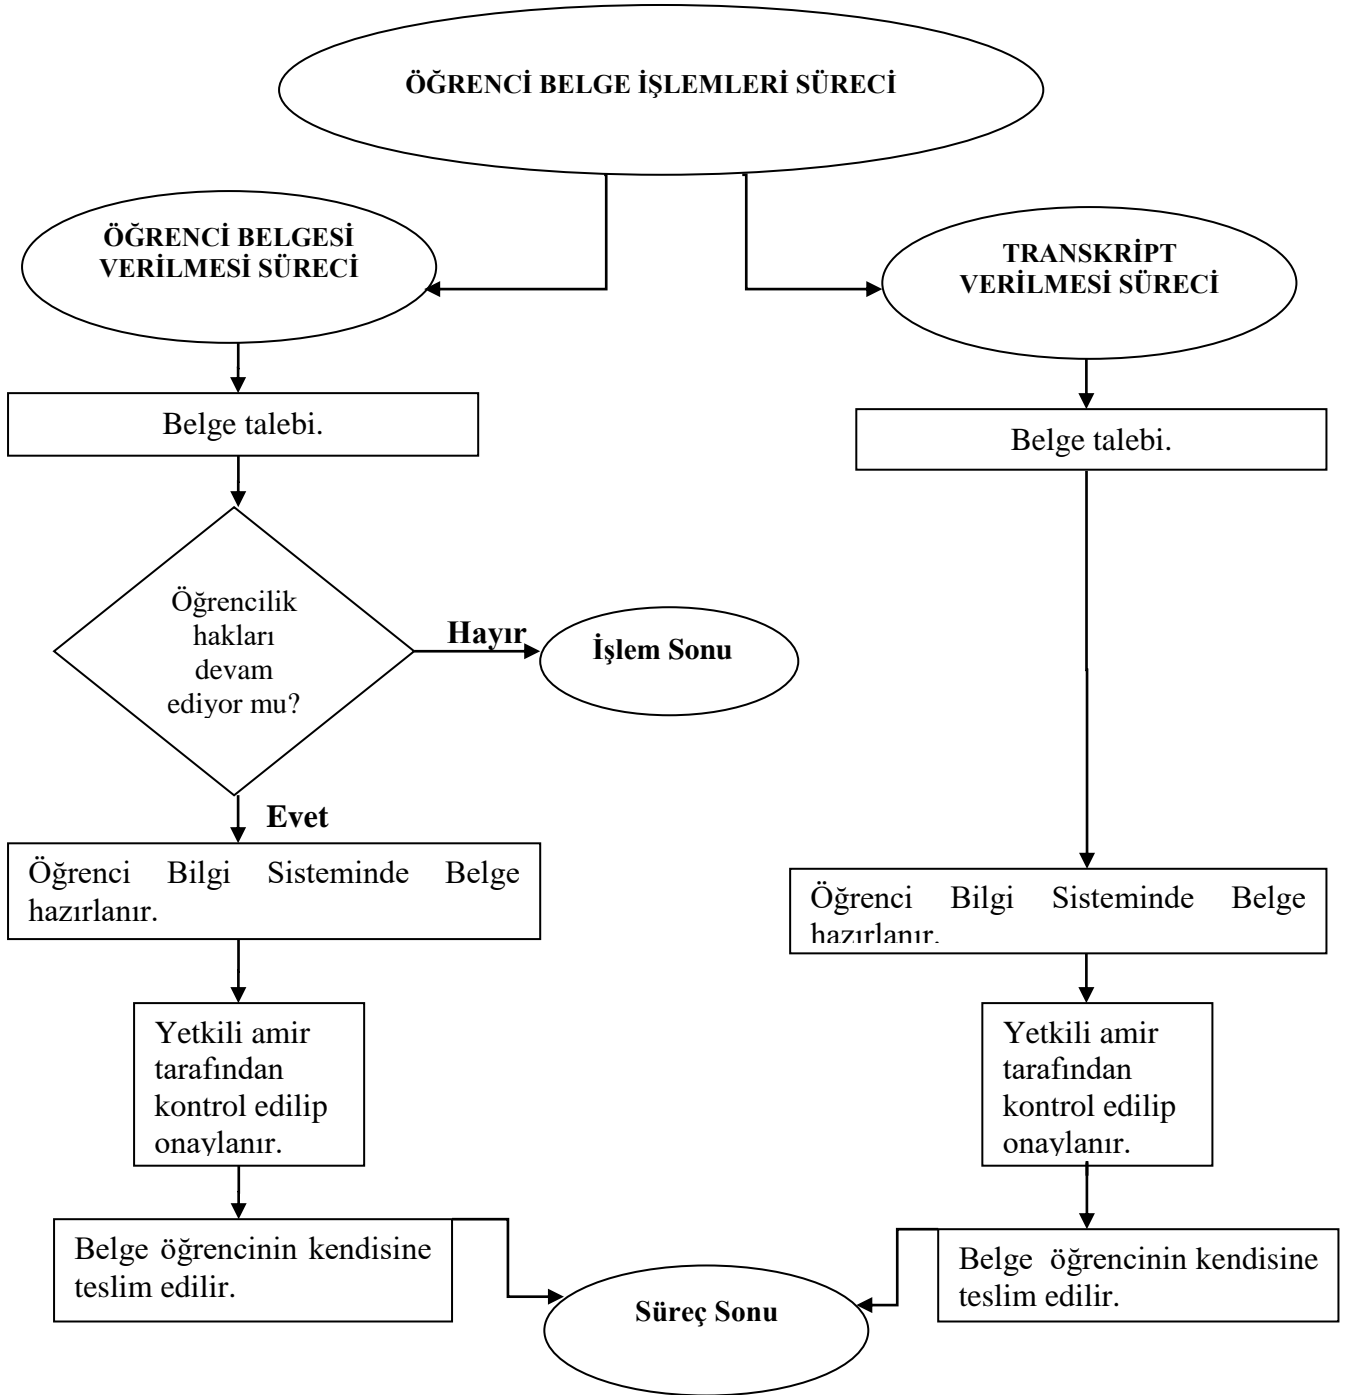 ÖĞRENCİ BELGE İŞLEMLERİ SÜRECİ
ÖĞRENCİ BELGESİ
VERİLMESİ SÜRECİ
TRANSKRİPT
VERİLMESİ SÜRECİ
Belge talebi.
Belge talebi.
Öğrencilik
hakları
devam
ediyor mu?
Hayır
İşlem Sonu
Evet
Öğrenci Bilgi Sisteminde Belge
hazırlanır.
Öğrenci Bilgi Sisteminde Belge
hazırlanır.
Yetkili amir
tarafından
kontrol edilip
onaylanır.
Yetkili amir
tarafından
kontrol edilip
onaylanır.
Belge öğrencinin kendisine
teslim edilir.
Belge öğrencinin kendisine
teslim edilir.
Süreç Sonu